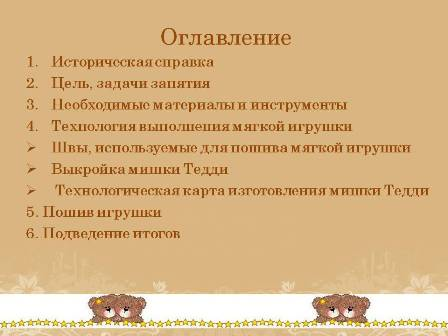 Оглавление
1. Историческая справка
2. Цель, задачи занятия
3. Необходимые материалы и инструменты
4. Технология выполнения мягкой игрушки
➢ Швы, используемые для пошива мягкой игрушки
➢ Выкройка мишки Тедди
➢ Технологическая карта изготовления мишки Тедди
5. Пошив игрушки
6. Подведение итогов